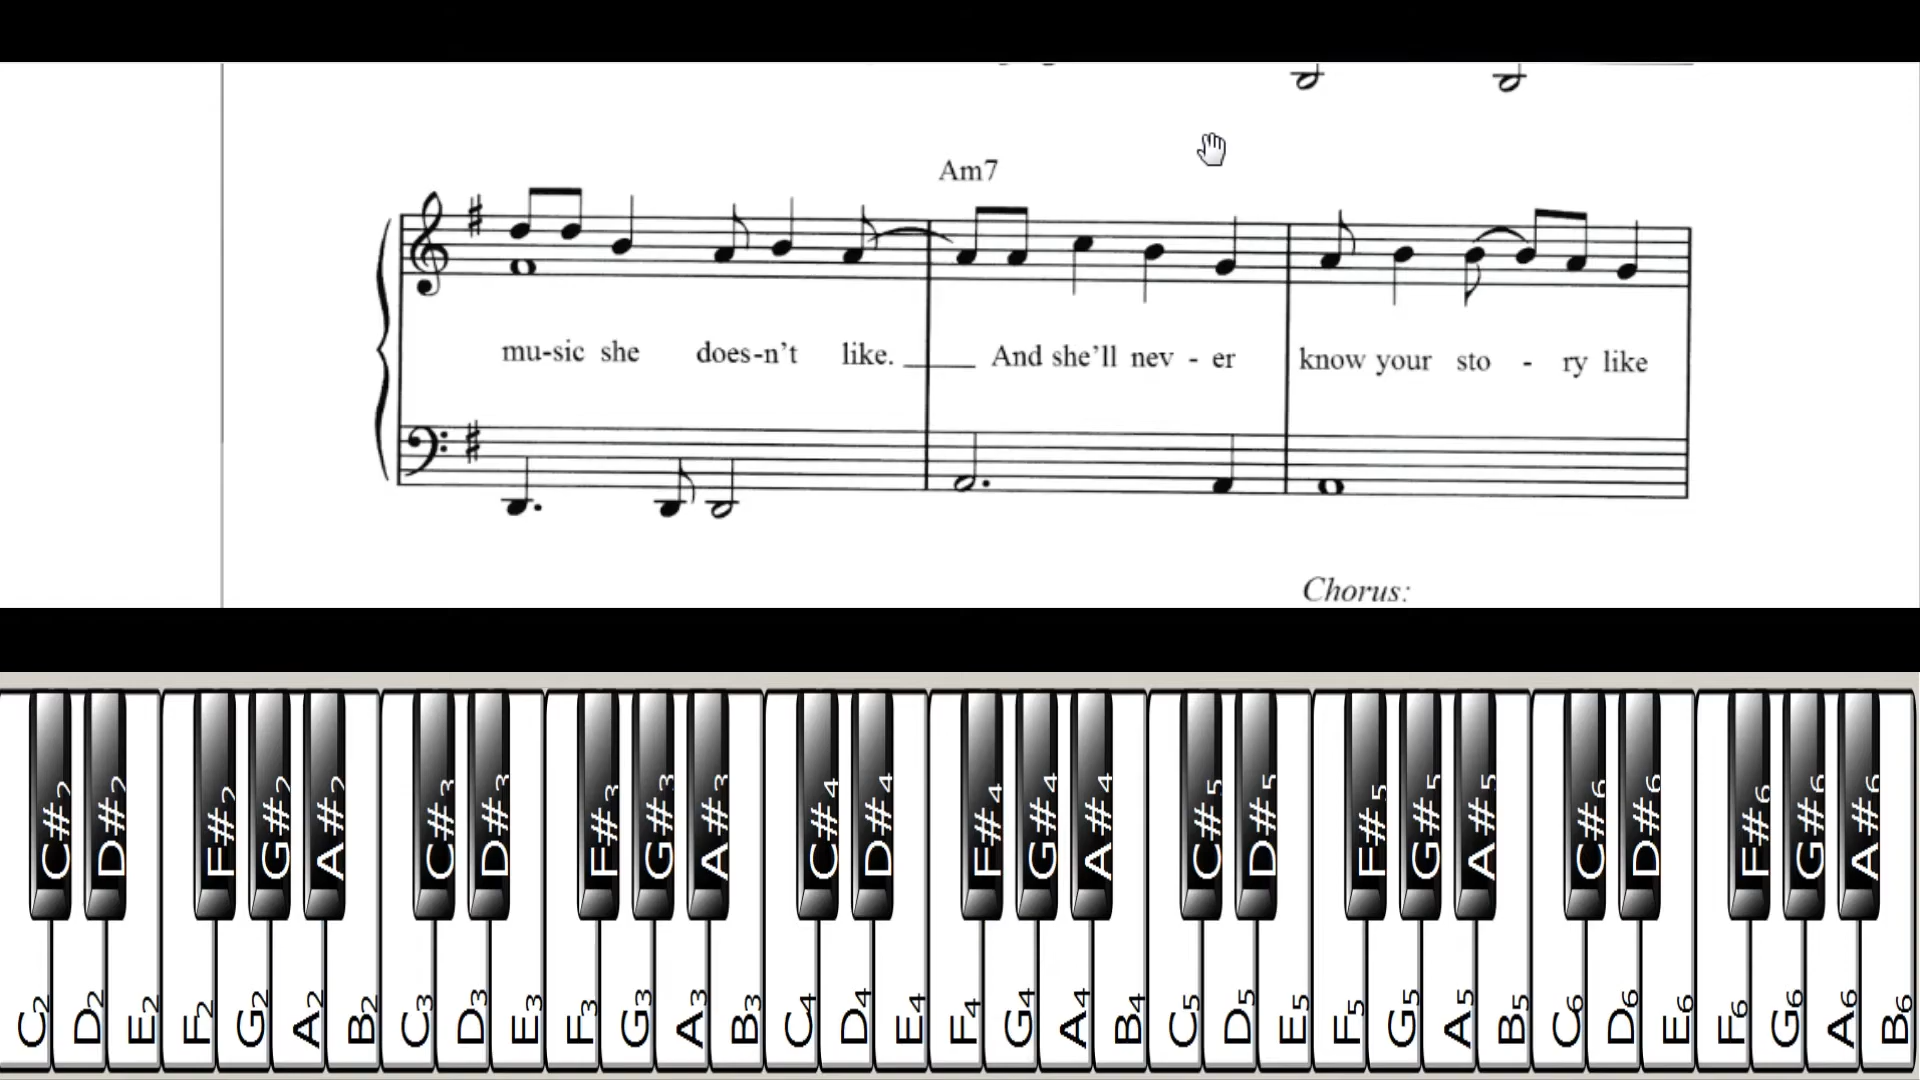 Am7
mu-sic she does-n't like. ____ And she'll nev - er know your sto - ry like
Chorus:
C#2 D#2 F#2 G#2 A#2 C#3 D#3 F#3 G#3 A#3 C#4 D#4 F#4 G#4 A#4 C#5 D#5 F#5 G#5 A#5 C#6 D#6 F#6 G#6 A#6
C2 D2 E2 F2 G2 A2 B2 C3 D3 E3 F3 G3 A3 B3 C4 D4 E4 F4 G4 A4 B4 C5 D5 E5 F5 G5 A5 B5 C6 D6 E6 F6 G6 A6 B6